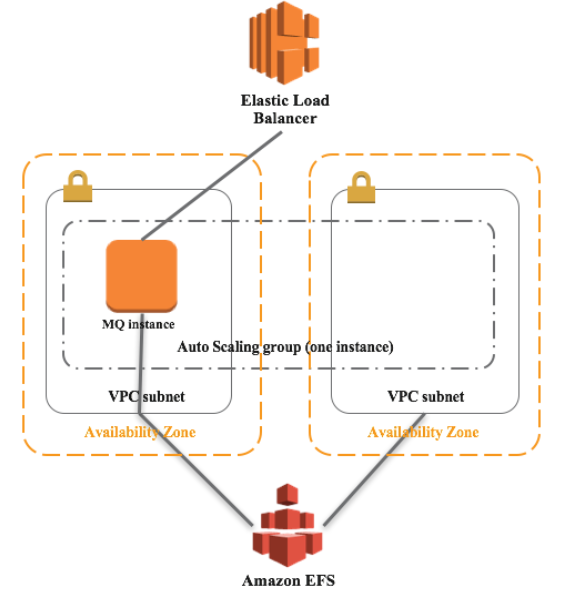 Elastic Load
Balancer
MQ instance
Auto Scaling group (one instance)
VPC subnet
VPC subnet
Availability Zone
Availability Zone
Amazon EFS